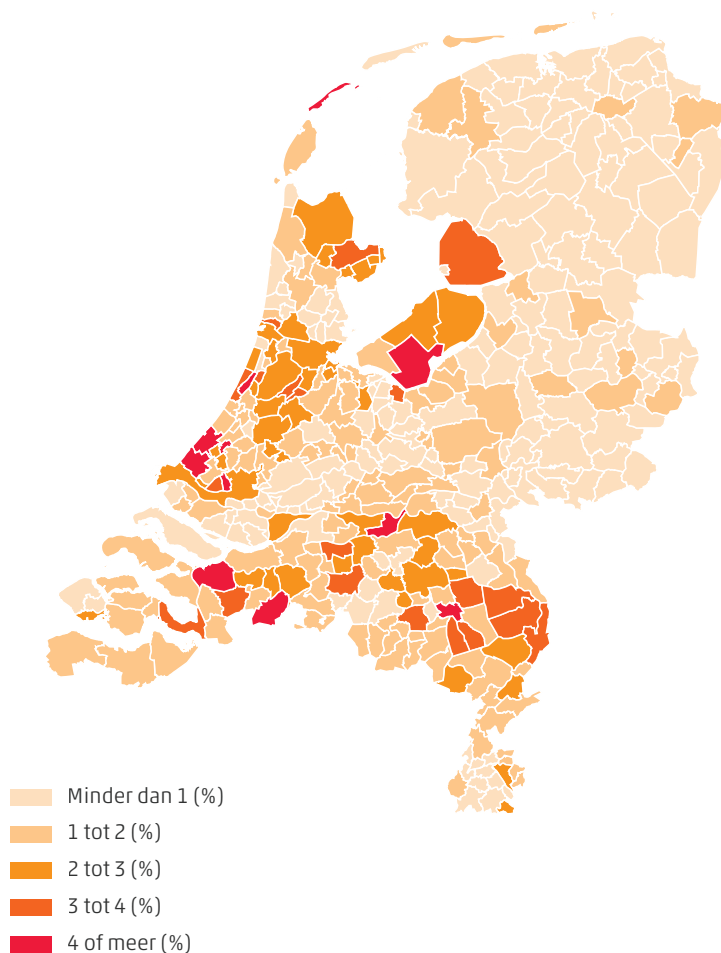 Minder dan 1 (%)
1 tot 2 (%)
2 tot 3 (%)
3 tot 4 (%)
4 of meer (%)